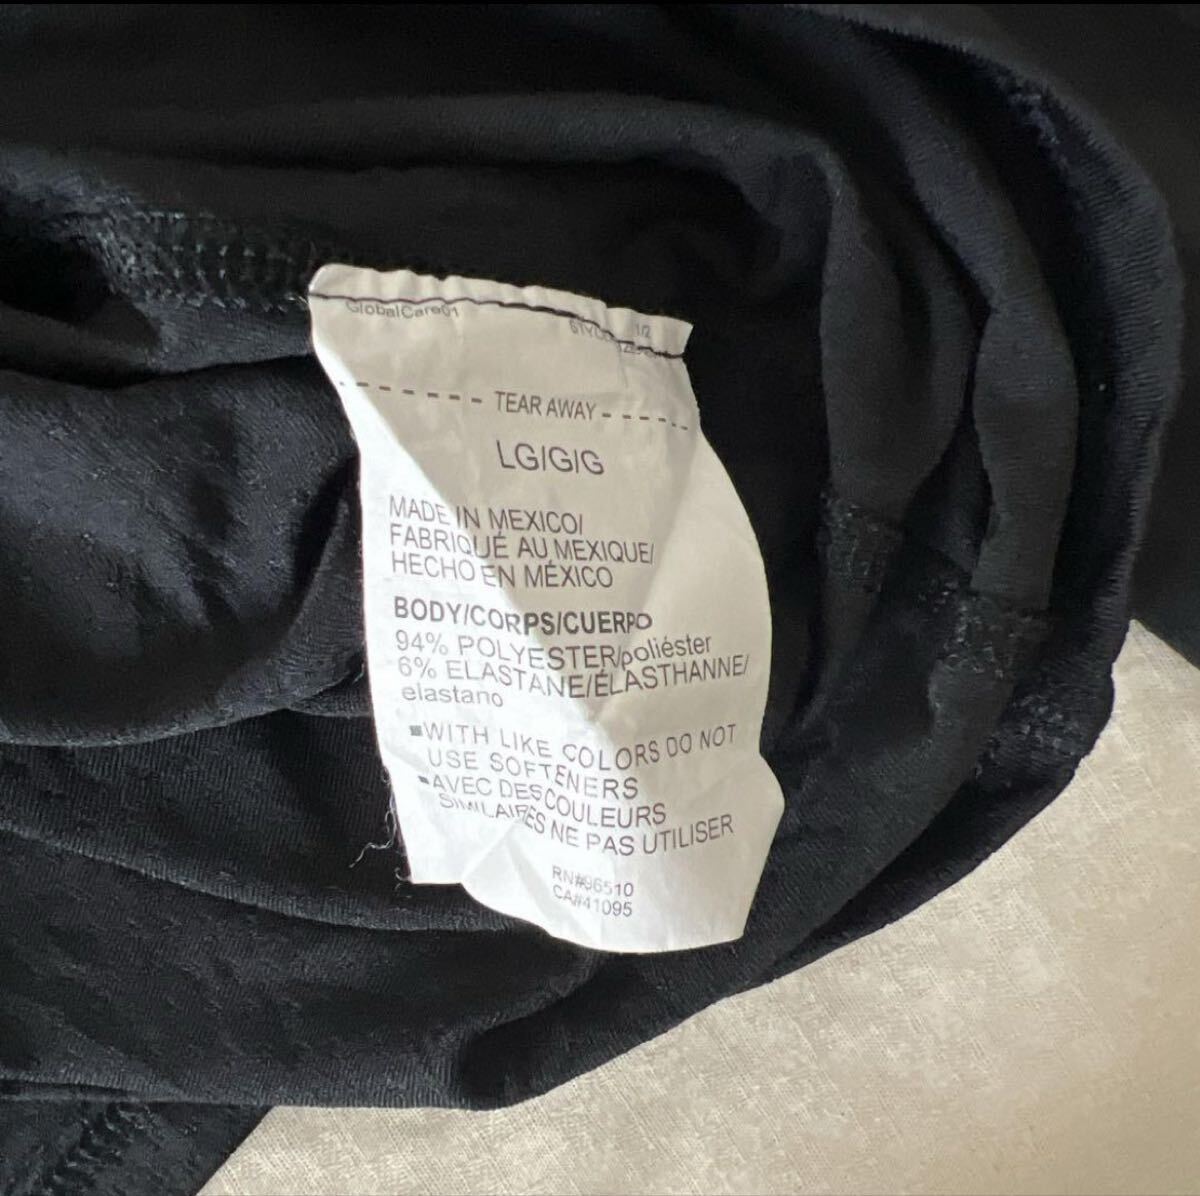 GlobalCare01
1/2
TEAR AWAY
LG/G/G
MADE IN MEXICO/
FABRIQUÉ AU MEXIQUE/
HECHO EN MÉXICO
BODY/CORPS/CUERPO
94% POLYESTER/poliéster
6% ELASTANE/ÉLASTHANNE/
elastano
▪WITH LIKE COLORS DO NOT
USE SOFTENERS
▪AVEC DES COULEURS
SIMILAIRES NE PAS UTILISER
RN#96510
CA#41095